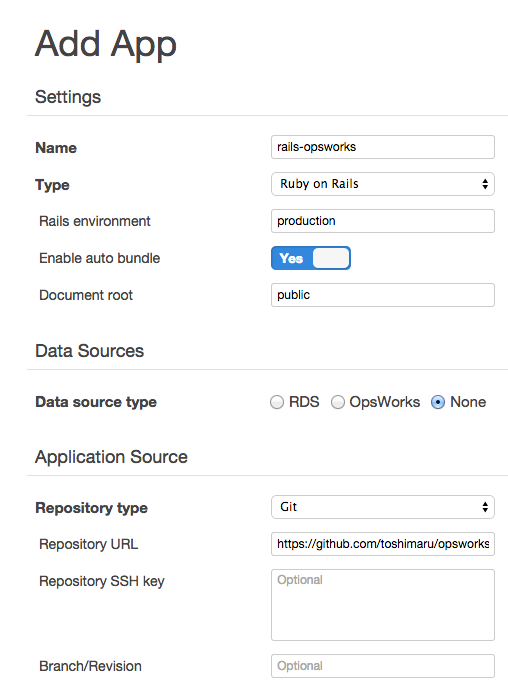 Add App
Settings
Name rails-opsworks
Type Ruby on Rails
Rails environment production
Enable auto bundle Yes
Document root public
Data Sources
Data source type RDS OpsWorks None
Application Source
Repository type Git
Repository URL https://github.com/toshimaru/opsworks
Repository SSH key Optional
Branch/Revision Optional